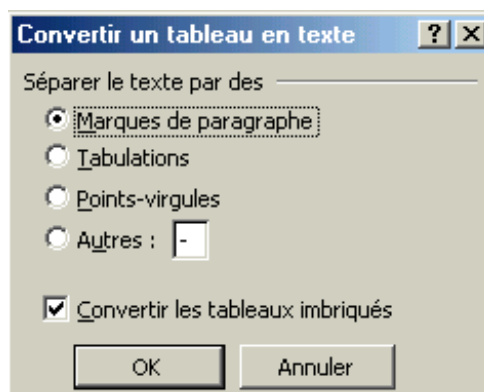 Convertir un tableau en texte
Séparer le texte par des
Marques de paragraphe
Tabulations
Points-virgules
Autres : -
Convertir les tableaux imbriqués
OK Annuler